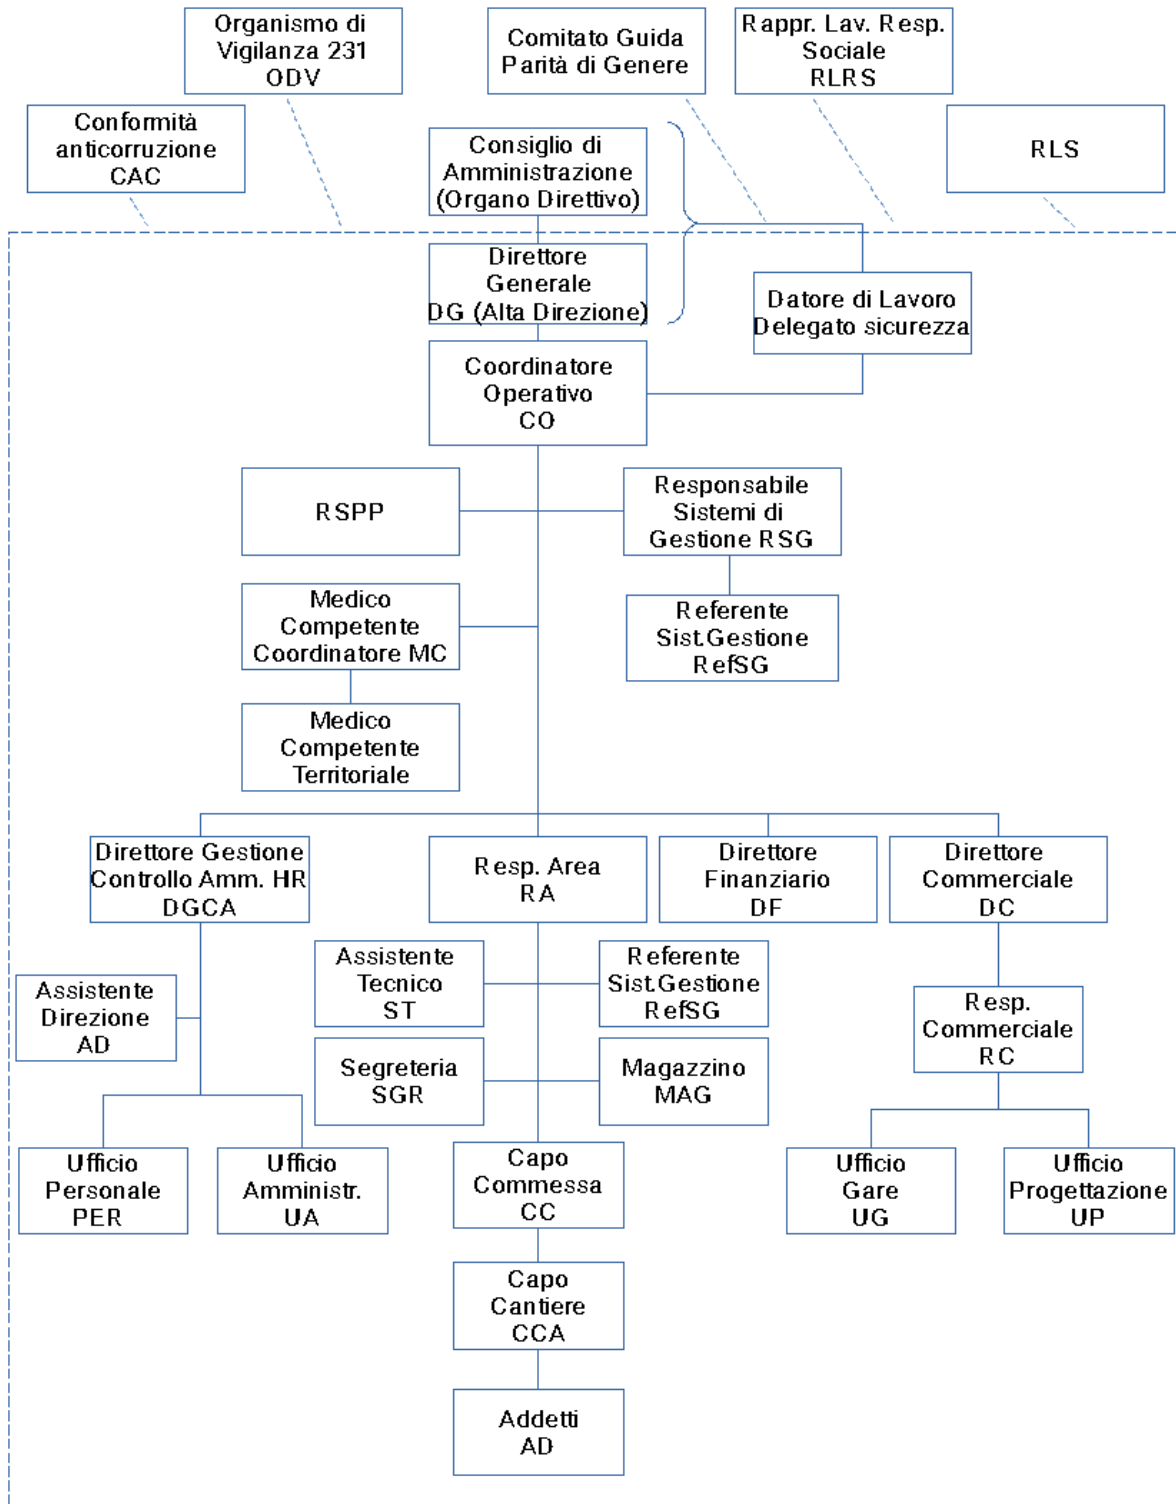 Organismo di
Vigilanza 231
ODV
Comitato Guida
Parità di Genere
Rappr. Lav. Resp.
Sociale
RLRS
Conformità
anticorruzione
CAC
RLS
Consiglio di
Amministrazione
(Organo Direttivo)
Direttore
Generale
DG (Alta Direzione)
Datore di Lavoro
Delegato sicurezza
Coordinatore
Operativo
CO
RSPP
Responsabile
Sistemi di
Gestione RSG
Medico
Competente
Coordinatore MC
Referente
Sist.Gestione
RefSG
Medico
Competente
Territoriale
Direttore Gestione
Controllo Amm. HR
DGCA
Resp. Area
RA
Direttore
Finanziario
DF
Direttore
Commerciale
DC
Assistente
Tecnico
ST
Referente
Sist.Gestione
RefSG
Assistente
Direzione
AD
Resp.
Commerciale
RC
Segreteria
SGR
Magazzino
MAG
Ufficio
Personale
PER
Ufficio
Amministr.
UA
Capo
Commessa
CC
Ufficio
Gare
UG
Ufficio
Progettazione
UP
Capo
Cantiere
CCA
Addetti
AD